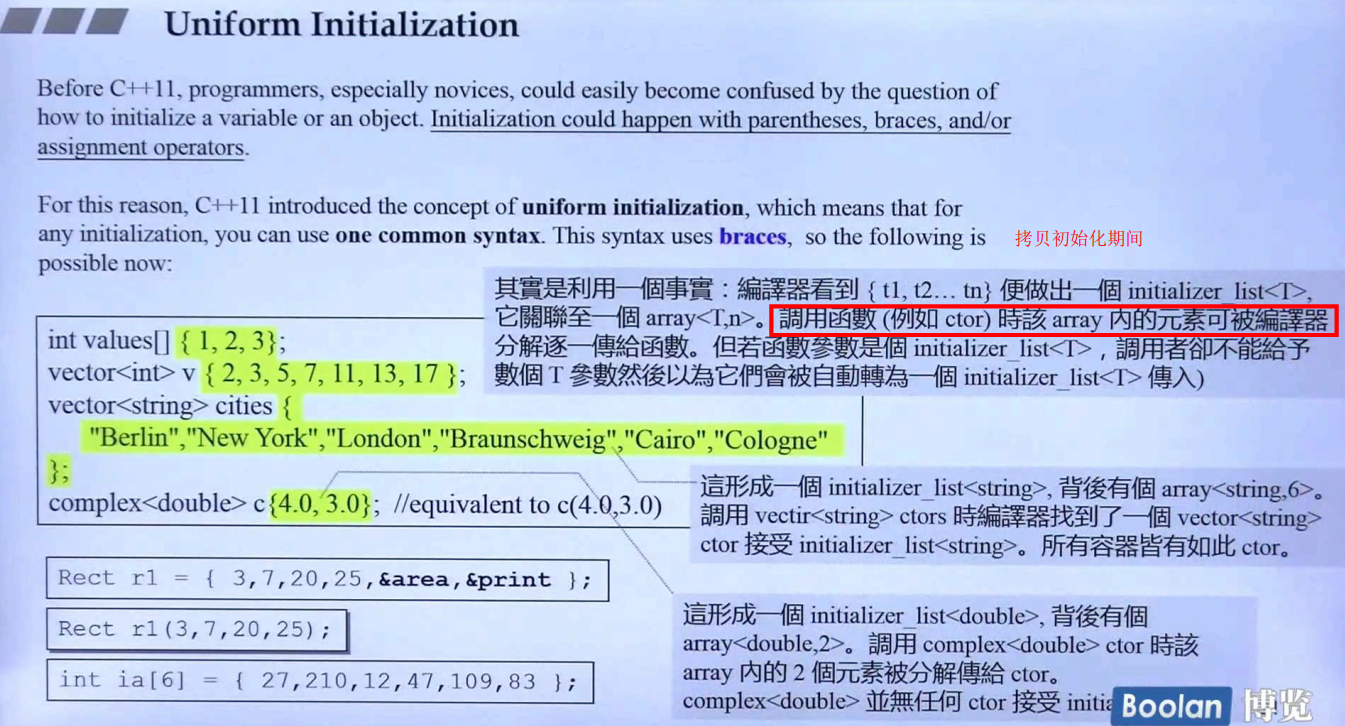 Uniform Initialization
Before C++11, programmers, especially novices, could easily become confused by the question of
how to initialize a variable or an object. Initialization could happen with parentheses, braces, and/or
assignment operators.
For this reason, C++11 introduced the concept of uniform initialization, which means that for
any initialization, you can use one common syntax. This syntax uses braces, so the following is
possible now:
拷贝初始化期间
其實是利用一個事實：編譯器看到 { t1, t2… tn} 便做出一個 initializer_list<T>,
它關聯至一個 array<T,n>。調用函數 (例如 ctor) 時該 array 內的元素可被編譯器
分解逐一傳給函數。但若函數參數是個 initializer_list<T>，調用者卻不能給予
數個 T 參數然後以為它們會被自動轉為一個 initializer_list<T> 傳入)
int values[] { 1, 2, 3};
vector<int> v { 2, 3, 5, 7, 11, 13, 17 };
vector<string> cities {
"Berlin","New York","London","Braunschweig","Cairo","Cologne"
};
complex<double> c{4.0, 3.0}; //equivalent to c(4.0,3.0)
這形成一個 initializer_list<string>, 背後有個 array<string,6>。
調用 vectir<string> ctors 時編譯器找到了一個 vector<string>
ctor 接受 initializer_list<string>。所有容器皆有如此 ctor。
Rect r1 = { 3,7,20,25,&area,&print };
Rect r1(3,7,20,25);
int ia[6] = { 27,210,12,47,109,83 };
這形成一個 initializer_list<double>, 背後有個
array<double,2>。調用 complex<double> ctor 時該
array 內的 2 個元素被分解傳給 ctor。
complex<double> 並無任何 ctor 接受 initia
Boolan 博览